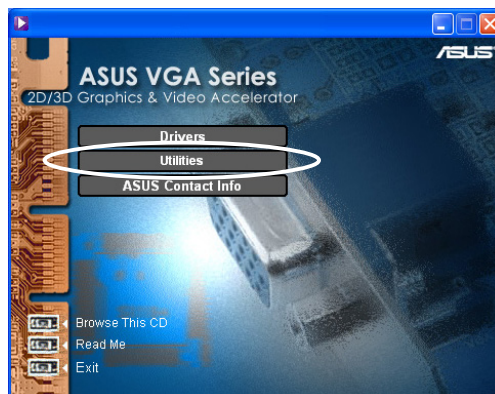 ASUS
ASUS VGA Series
2D/3D Graphics & Video Accelerator
Drivers
Utilities
ASUS Contact Info
Browse This CD
Read Me
Exit